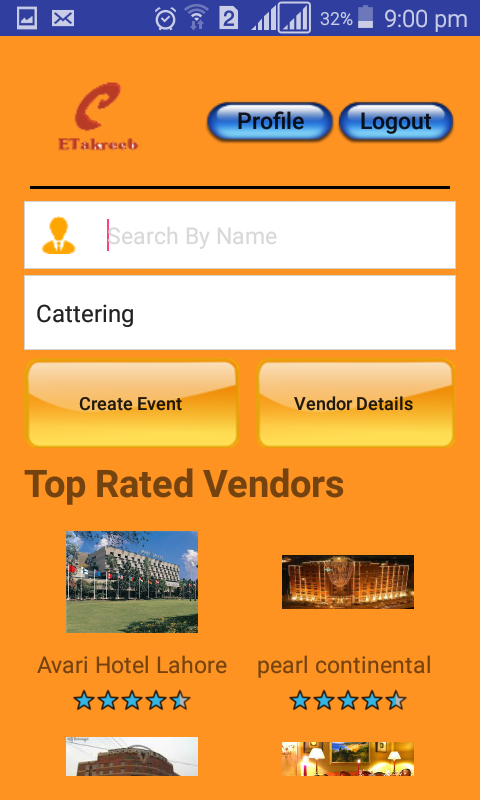 2 32% 9:00 pm
ETakreeb
Profile Logout
Search By Name
Cattering
Create Event Vendor Details
Top Rated Vendors
Avari Hotel Lahore pearl continental